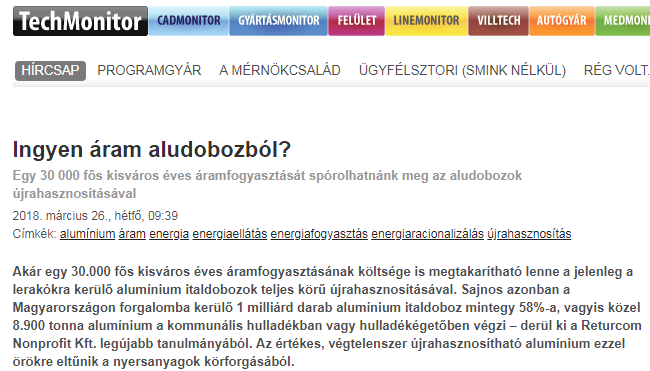 TechMonitor CADMONITOR GYÁRTÁSMONITOR FELÜLET LINEMONITOR VILLTECH AUTÓGYÁR MEDMONI
HÍRCSAP PROGRAMGYÁR A MÉRNÖKCSALÁD ÜGYFÉLSZTORI (SMINK NÉLKÜL) RÉG VOLT.
Ingyen áram aludobozból?
Egy 30 000 fős kisváros éves áramfogyasztását spórolhatnánk meg az aludobozok
újrahasznosításával
2018. március 26., hétfő, 09:39
Címkék: alumínium áram energia energiaellátás energiafogyasztás energiaracionalizálás újrahasznosítás
Akár egy 30.000 fős kisváros éves áramfogyasztásának költsége is megtakarítható lenne a jelenleg a
lerakókra kerülő alumínium italdobozok teljes körű újrahasznosításával. Sajnos azonban a
Magyarországon forgalomba kerülő 1 milliárd darab alumínium italdoboz mintegy 58%-a, vagyis közel
8.900 tonna alumínium a kommunális hulladékban vagy hulladékégetőben végzi – derül ki a Returcom
Nonprofit Kft. legújabb tanulmányából. Az értékes, végtelenszer újrahasznosítható alumínium ezzel
örökre eltűnik a nyersanyagok körforgásából.